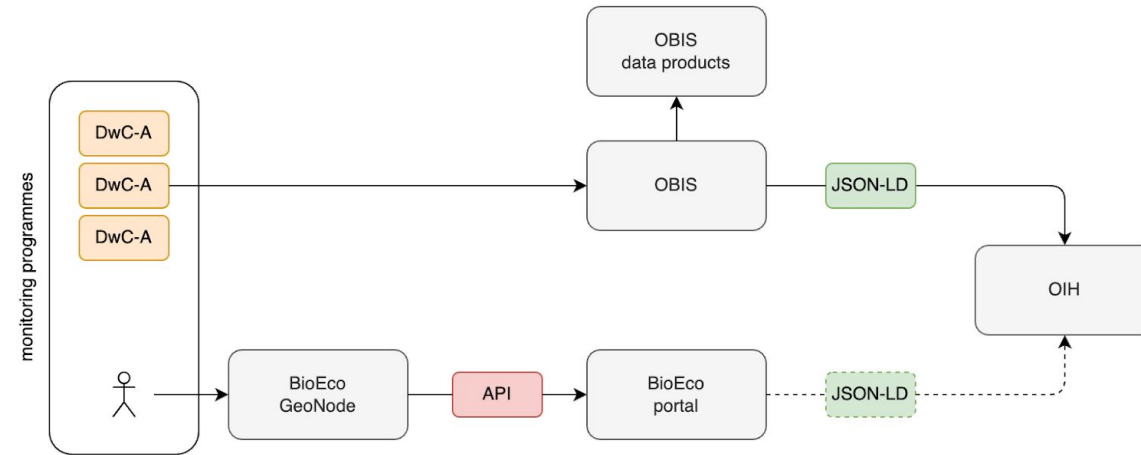 OBIS
data products
monitoring programmes
DwC-A
DwC-A
DwC-A
OBIS
JSON-LD
OIH
BioEco
GeoNode
API
BioEco
portal
JSON-LD